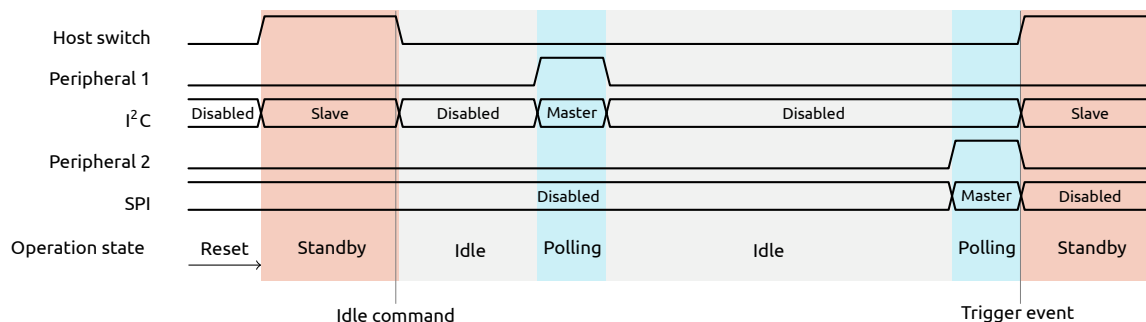 Host switch
Peripheral 1
I²C Disabled Slave Disabled Master Disabled Slave
Peripheral 2
SPI Disabled Master Disabled
Operation state Reset Standby Idle Polling Idle Polling Standby
Idle command Trigger event